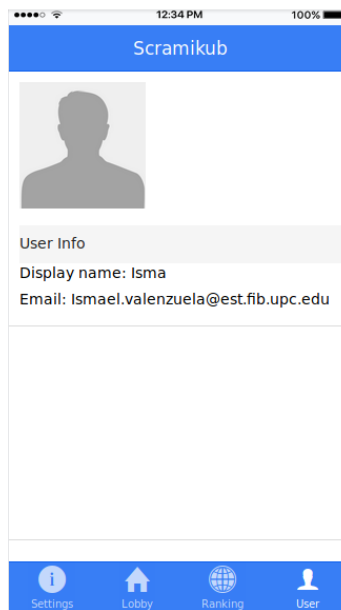 12:34 PM
100%
Scramikub
User Info
Display name: Isma
Email: Ismael.valenzuela@est.fib.upc.edu
Settings
Lobby
Ranking
User